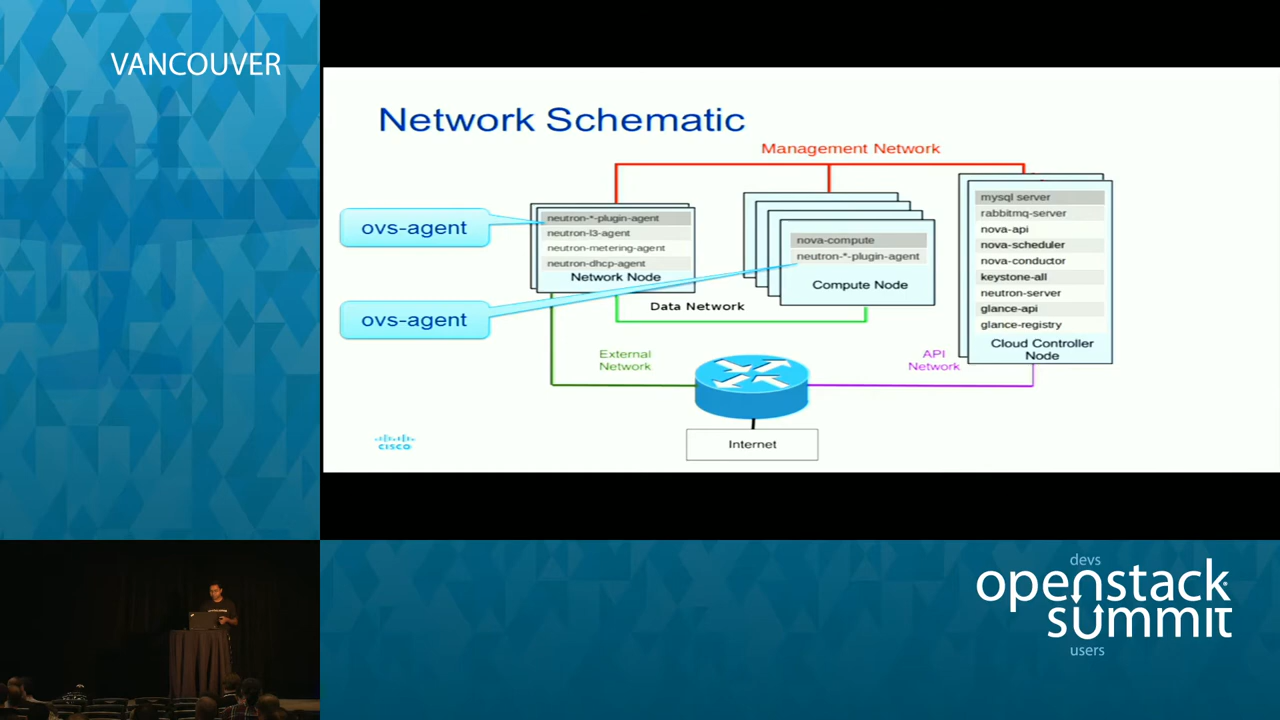 VANCOUVER
Network Schematic
Management Network
ovs-agent
ovs-agent
neutron-*-plugin-agent
neutron-l3-agent
neutron-metering-agent
neutron-dhcp-agent
Network Node
nova-compute
neutron-*-plugin-agent
Compute Node
mysql server
rabbitmq-server
nova-api
nova-scheduler
nova-conductor
keystone-all
neutron-server
glance-api
glance-registry
Cloud Controller
Node
Data Network
External
Network
API
Network
Internet
CISCO
devs
openstack
summit
users